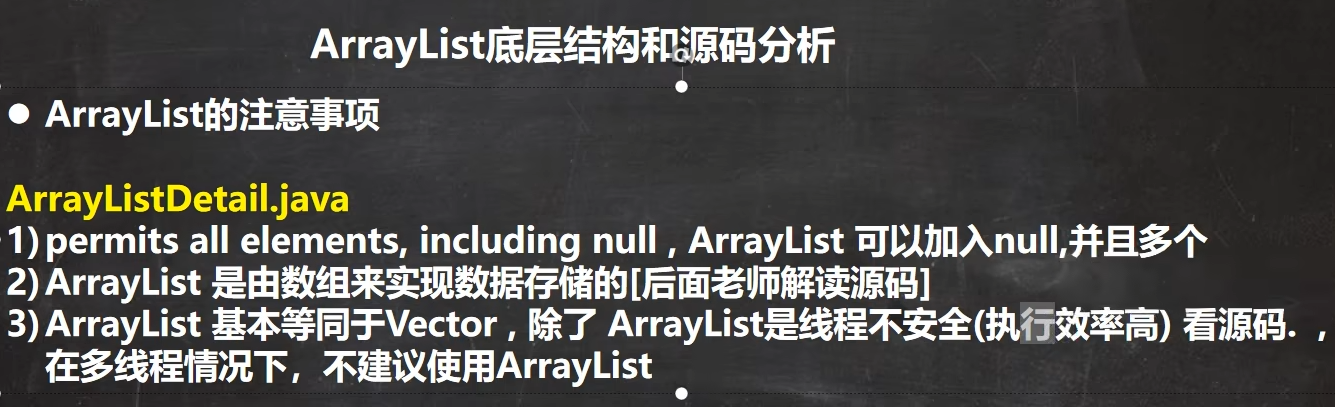 ArrayList底层结构和源码分析
● ArrayList的注意事项
ArrayListDetail.java
1) permits all elements, including null , ArrayList 可以加入null,并且多个
2) ArrayList 是由数组来实现数据存储的[后面老师解读源码]
3) ArrayList 基本等同于Vector , 除了 ArrayList是线程不安全(执行效率高) 看源码. ,
在多线程情况下，不建议使用ArrayList